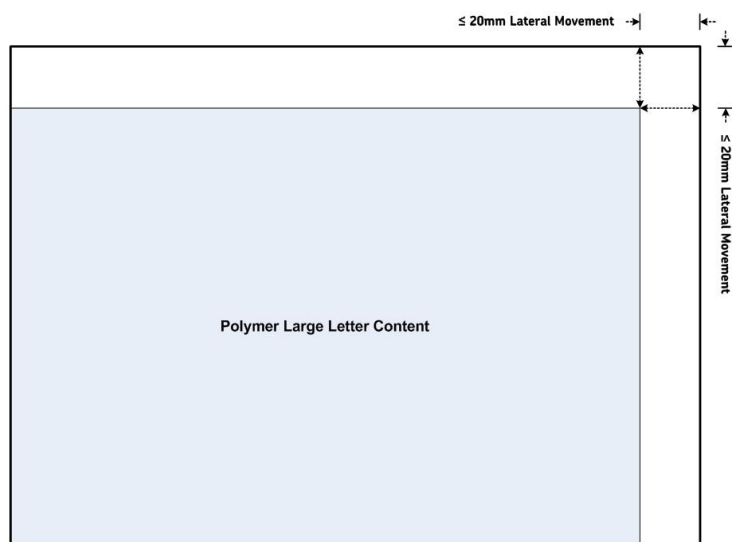 ≤ 20mm Lateral Movement
≤ 20mm Lateral Movement
Polymer Large Letter Content